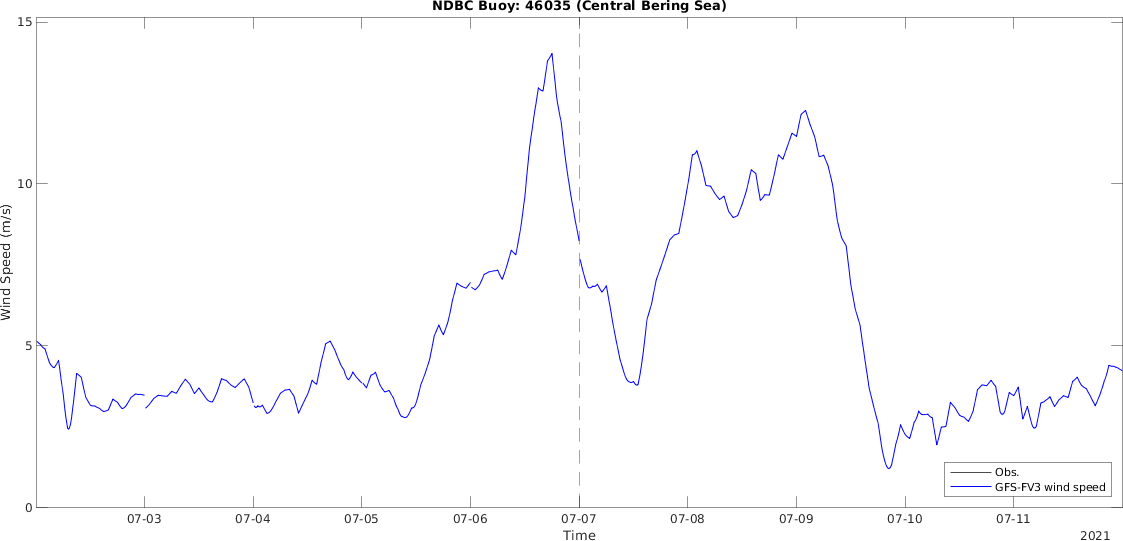 NDBC Buoy: 46035 (Central Bering Sea)
15
10
5
0
Wind Speed (m/s)
07-03
07-04
07-05
07-06
07-07
07-08
07-09
07-10
07-11
Time
2021
Obs.
GFS-FV3 wind speed